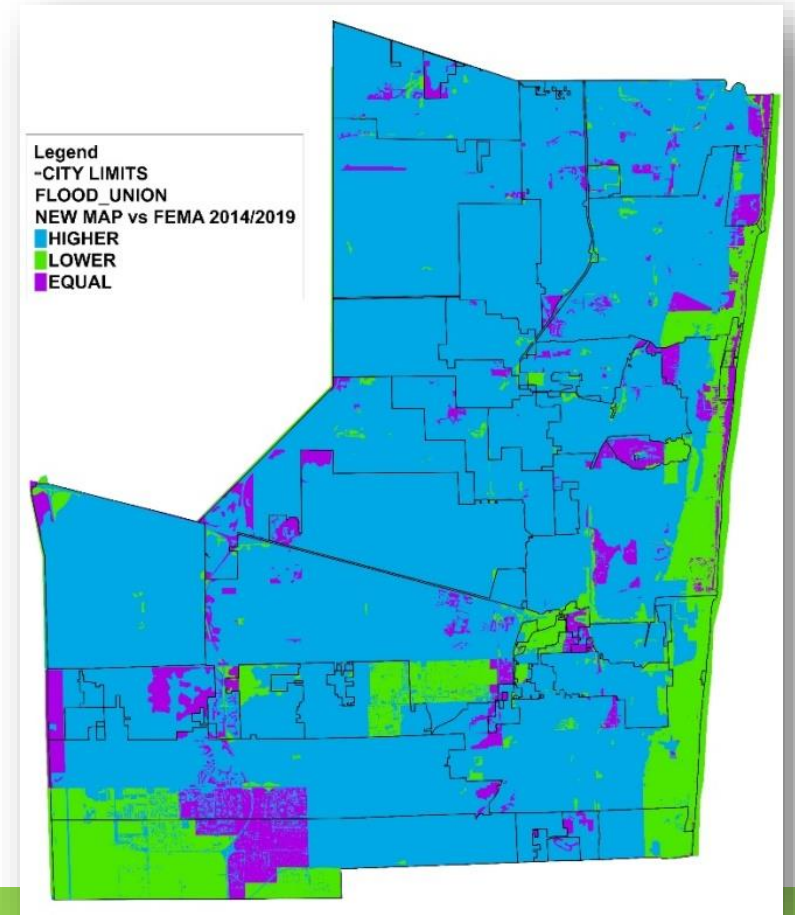 Legend
-CITY LIMITS
FLOOD_UNION
NEW MAP vs FEMA 2014/2019
HIGHER
LOWER
EQUAL